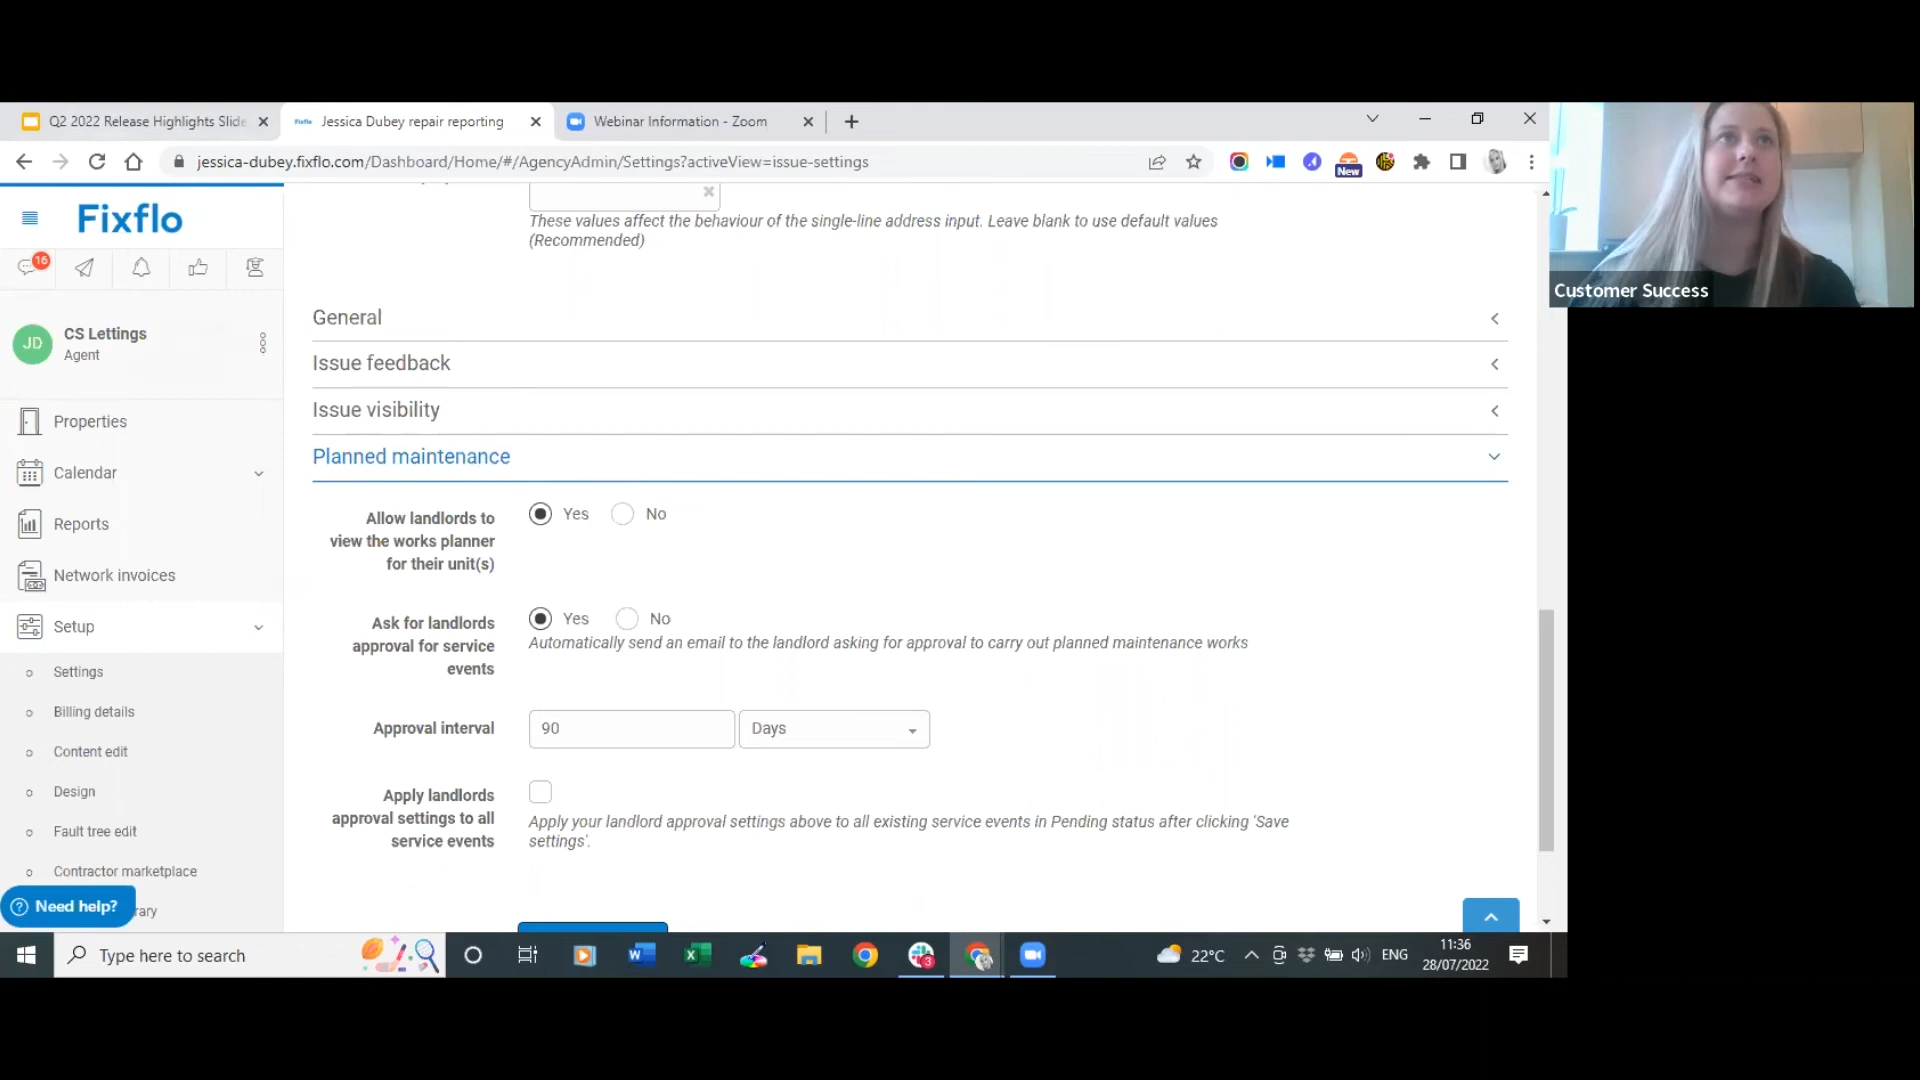 Q2 2022 Release Highlights Slide
Jessica Dubey repair reporting
Webinar Information - Zoom
jessica-dubey.fixflo.com/Dashboard/Home/#/AgencyAdmin/Settings?activeView=issue-settings
New
Fixflo
16
JD
CS Lettings
Agent
Properties
Calendar
Reports
Network invoices
Setup
Settings
Billing details
Content edit
Design
Fault tree edit
Contractor marketplace
Need help?
rary
These values affect the behaviour of the single-line address input. Leave blank to use default values
(Recommended)
General
Issue feedback
Issue visibility
Planned maintenance
Allow landlords to
view the works planner
for their unit(s)
Yes No
Ask for landlords
approval for service
events
Yes No
Automatically send an email to the landlord asking for approval to carry out planned maintenance works
Approval interval
90 Days
Apply landlords
approval settings to all
service events
Apply your landlord approval settings above to all existing service events in Pending status after clicking 'Save
settings'.
Customer Success
Type here to search
3
22°C
ENG
11:36
28/07/2022